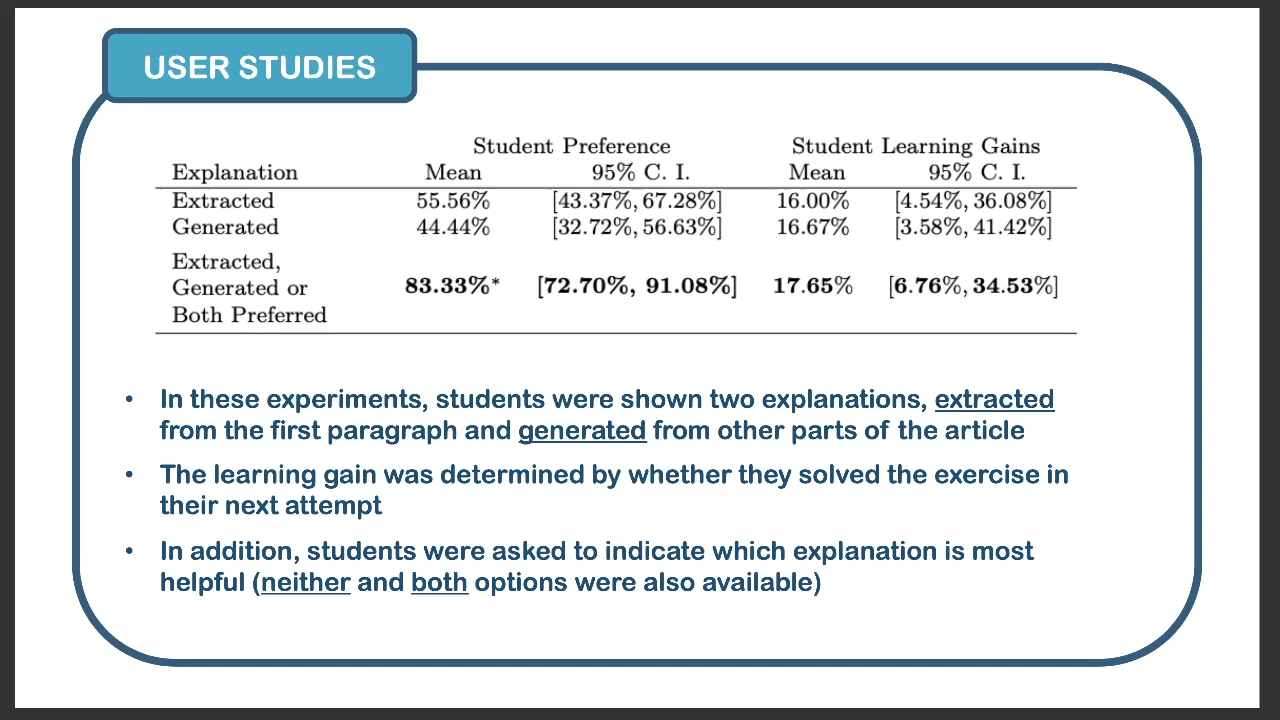 USER STUDIES
Student Preference Student Learning Gains
Explanation Mean 95% C. I. Mean 95% C. I.
Extracted 55.56% [43.37%, 67.28%] 16.00% [4.54%, 36.08%]
Generated 44.44% [32.72%, 56.63%] 16.67% [3.58%, 41.42%]
Extracted,
Generated or 83.33%* [72.70%, 91.08%] 17.65% [6.76%, 34.53%]
Both Preferred
• In these experiments, students were shown two explanations, extracted
from the first paragraph and generated from other parts of the article
• The learning gain was determined by whether they solved the exercise in
their next attempt
• In addition, students were asked to indicate which explanation is most
helpful (neither and both options were also available)